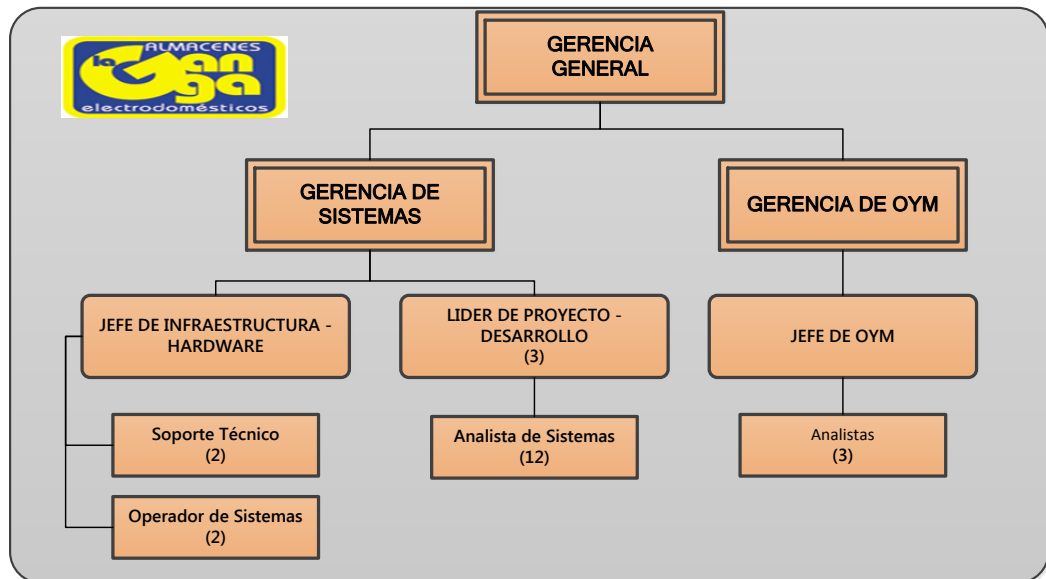 ALMACENES
la Ganga
electrodomésticos
GERENCIA
GENERAL
GERENCIA DE
SISTEMAS
GERENCIA DE OYM
JEFE DE INFRAESTRUCTURA -
HARDWARE
LIDER DE PROYECTO -
DESARROLLO
(3)
JEFE DE OYM
Soporte Técnico
(2)
Analista de Sistemas
(12)
Analistas
(3)
Operador de Sistemas
(2)